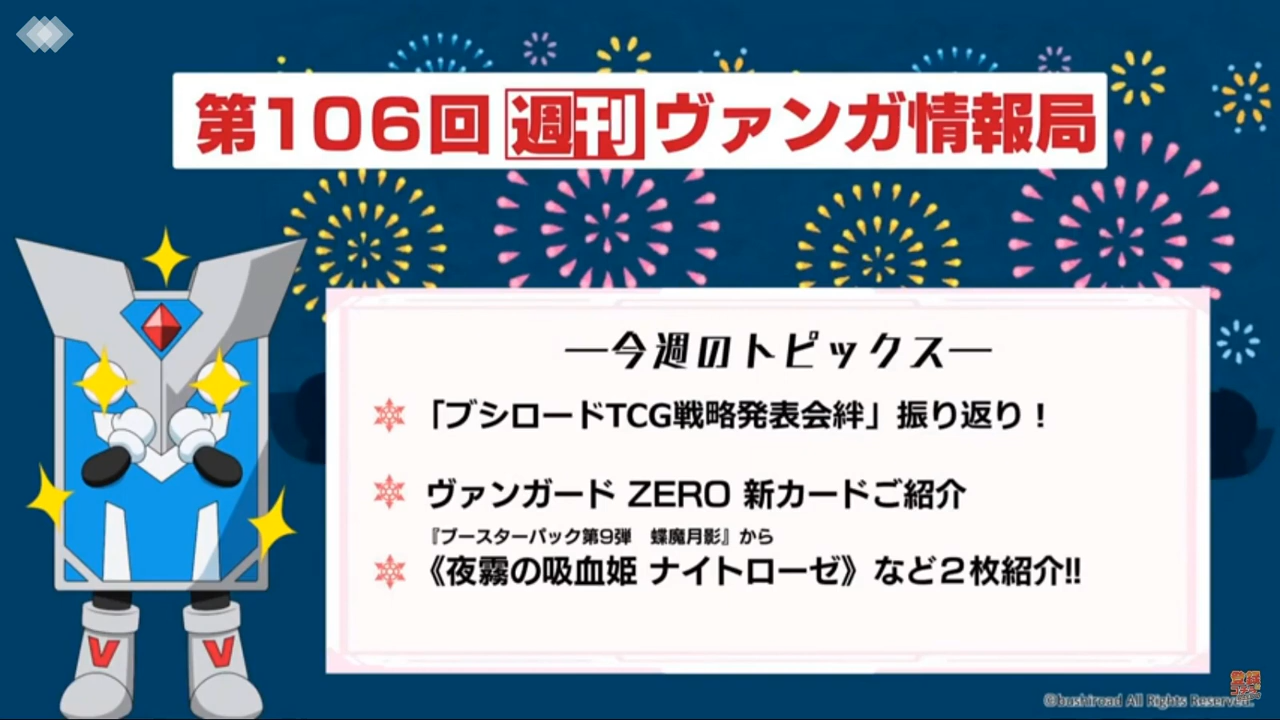 第106回 週刊 ヴァンガ情報局
―今週のトピックス―
「ブシロードTCG戦略発表会絆」振り返り!
ヴァンガード ZERO 新カードご紹介
『ブースターパック第9弾 蝶魔月影』から
《夜霧の吸血姫 ナイトローゼ》など2枚紹介!!
V V
©bushiroad All Rights Reserved.